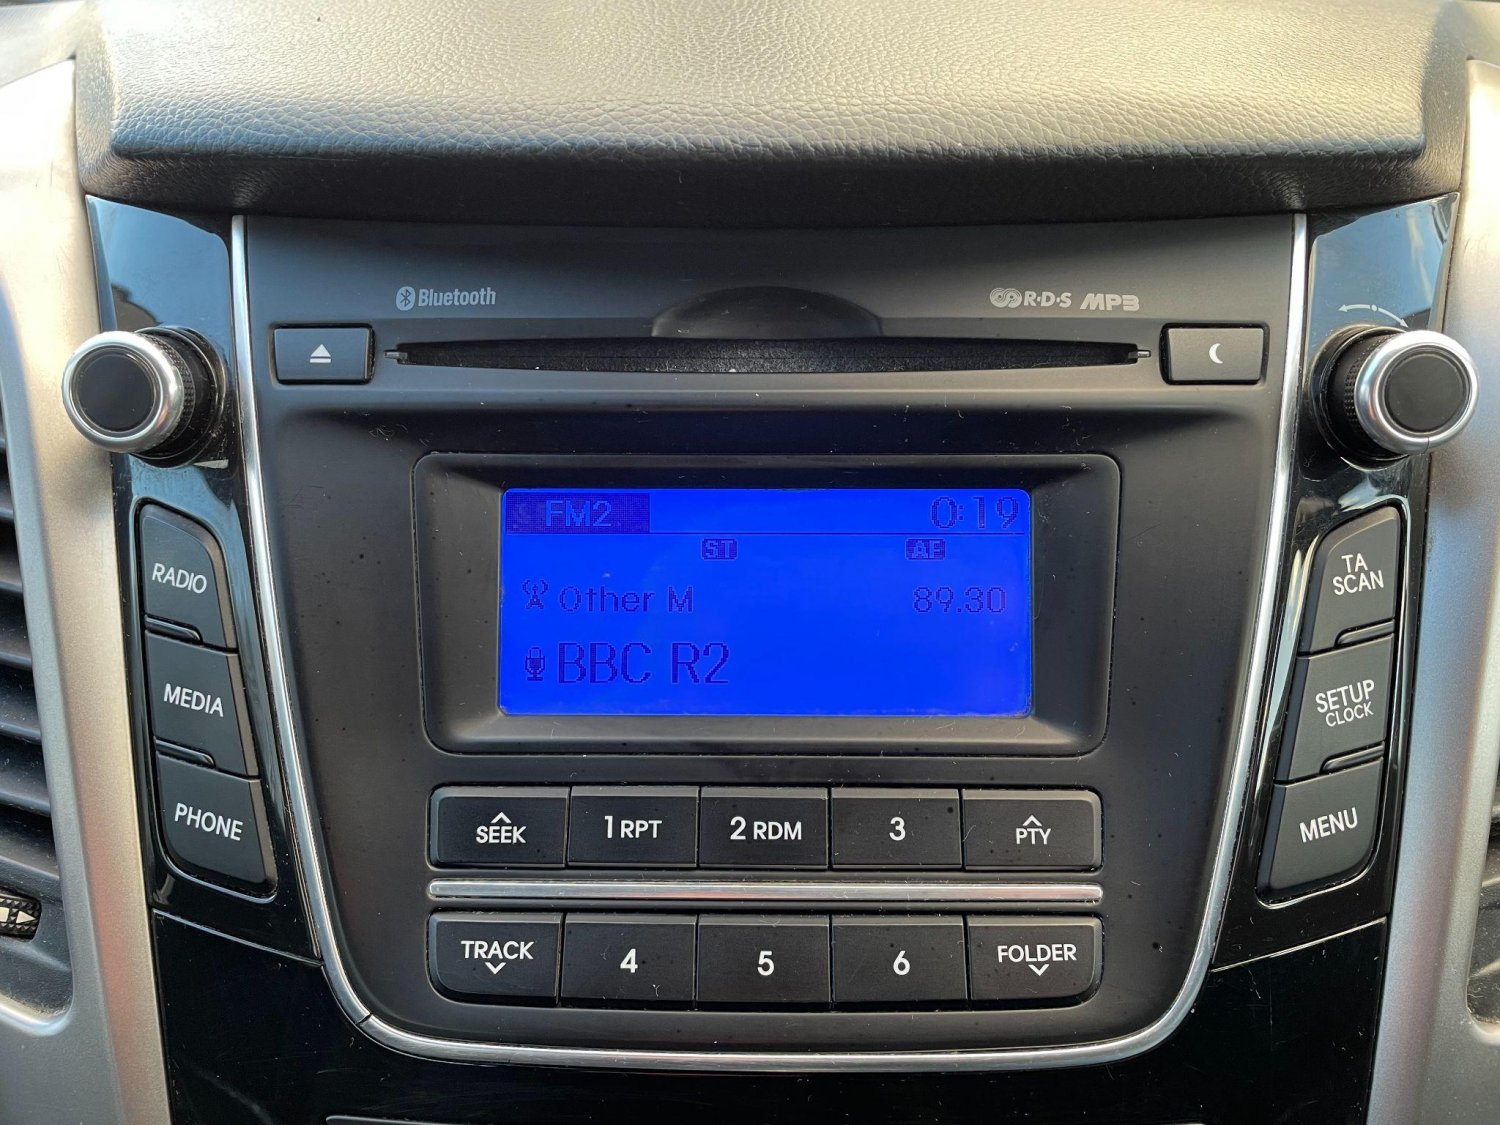 Bluetooth
R·D·S MP3
FM2 0:19
ST AF
Other M 89.30
BBC R2
RADIO
MEDIA
PHONE
TA
SCAN
SETUP
CLOCK
MENU
SEEK 1 RPT 2 RDM 3 PTY
TRACK 4 5 6 FOLDER